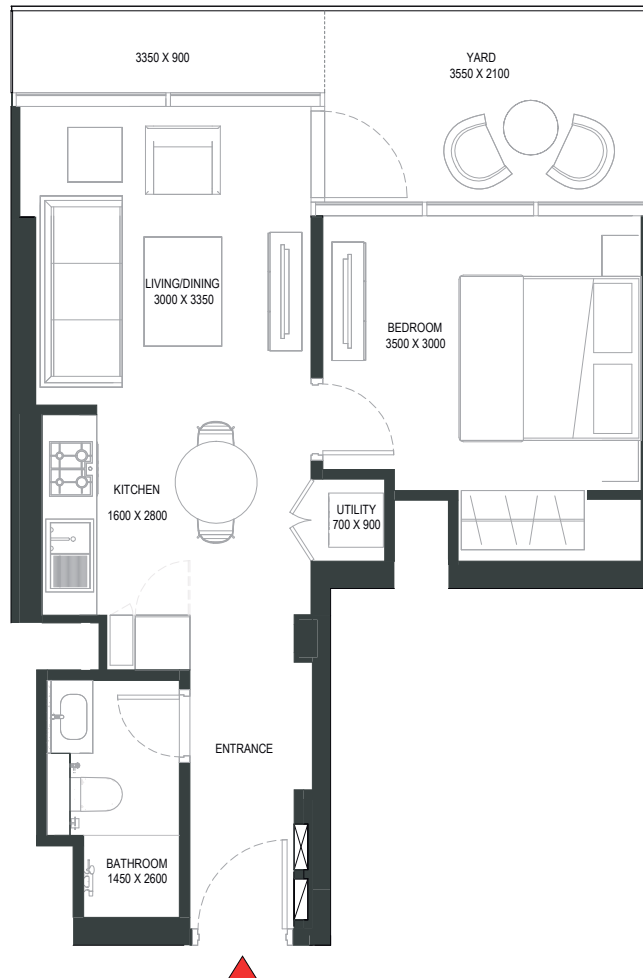 3350 X 900
YARD
3550 X 2100
LIVING/DINING
3000 X 3350
BEDROOM
3500 X 3000
KITCHEN
1600 X 2800
UTILITY
700 X 900
ENTRANCE
BATHROOM
1450 X 2600